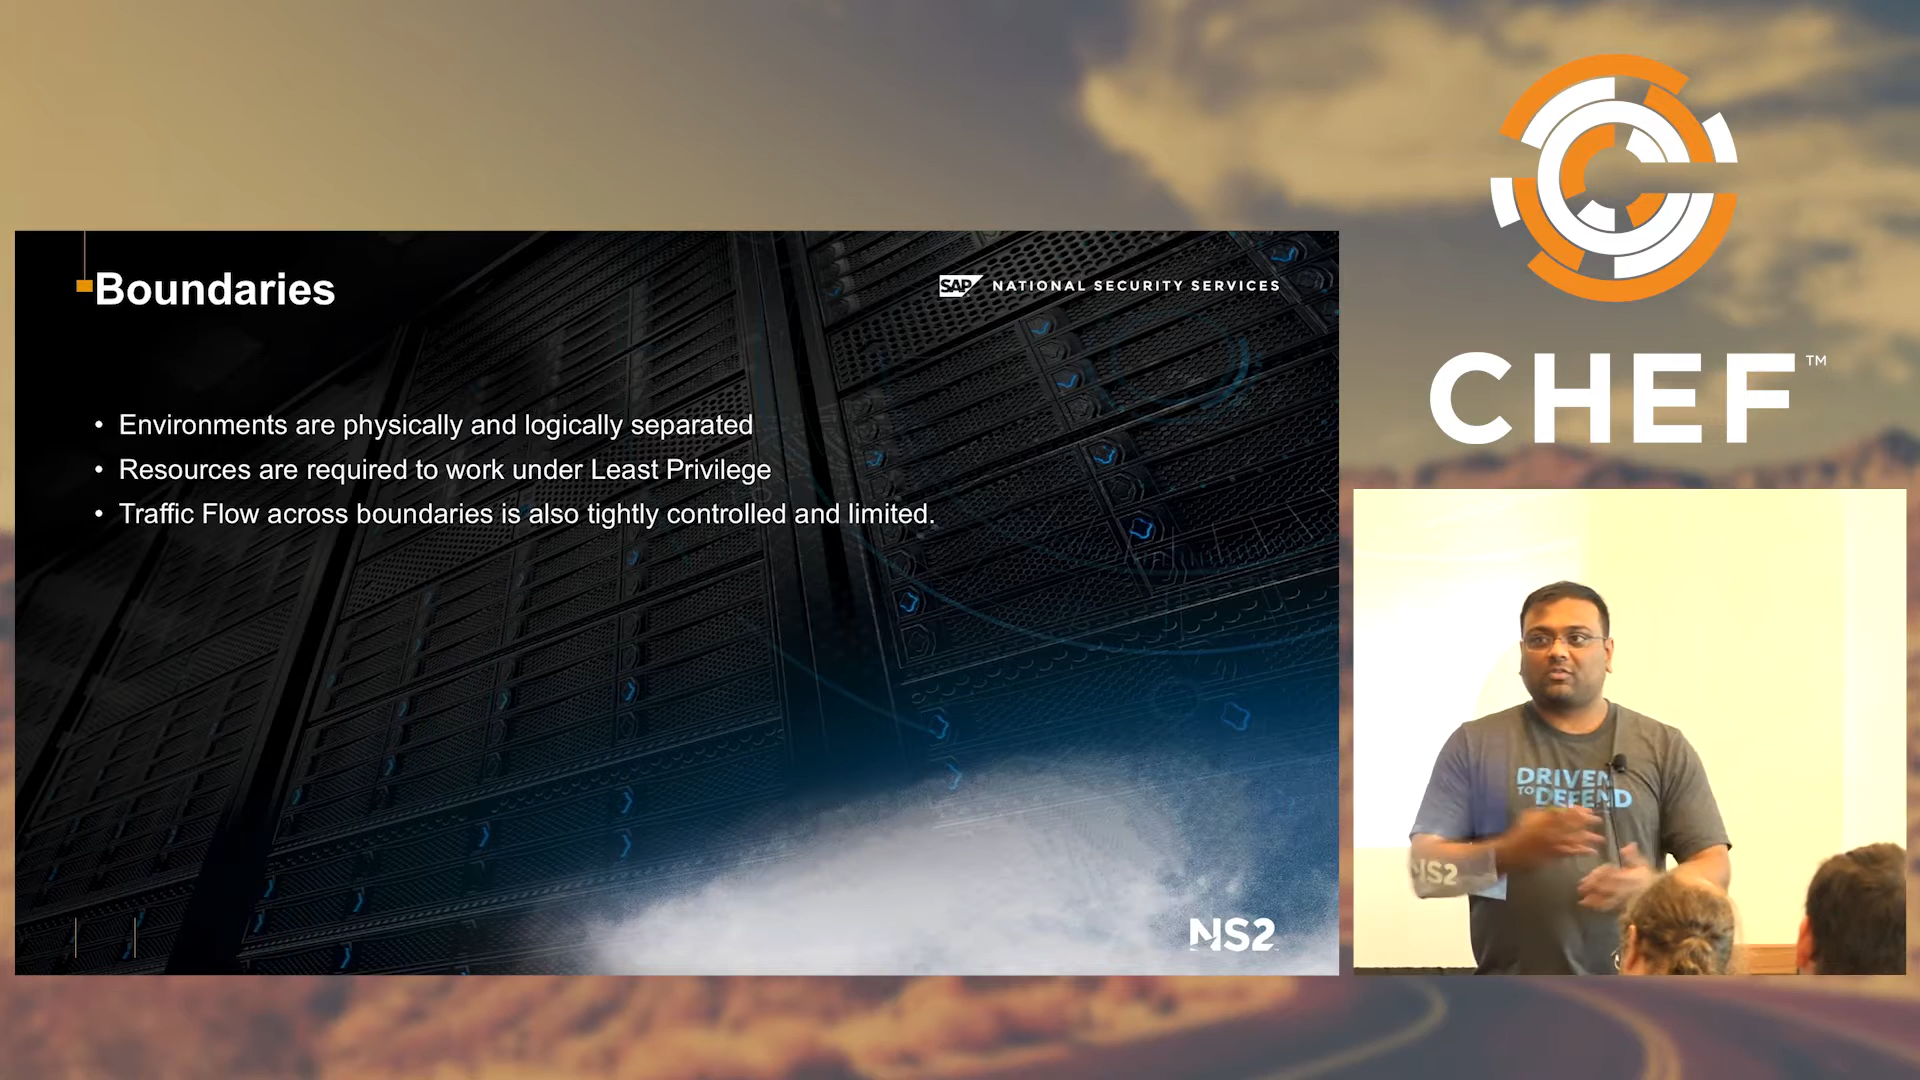 Boundaries
SAP NATIONAL SECURITY SERVICES
• Environments are physically and logically separated
• Resources are required to work under Least Privilege
• Traffic Flow across boundaries is also tightly controlled and limited.
NS2
CHEF™
DRIVEN
TO DEFEND
NS2